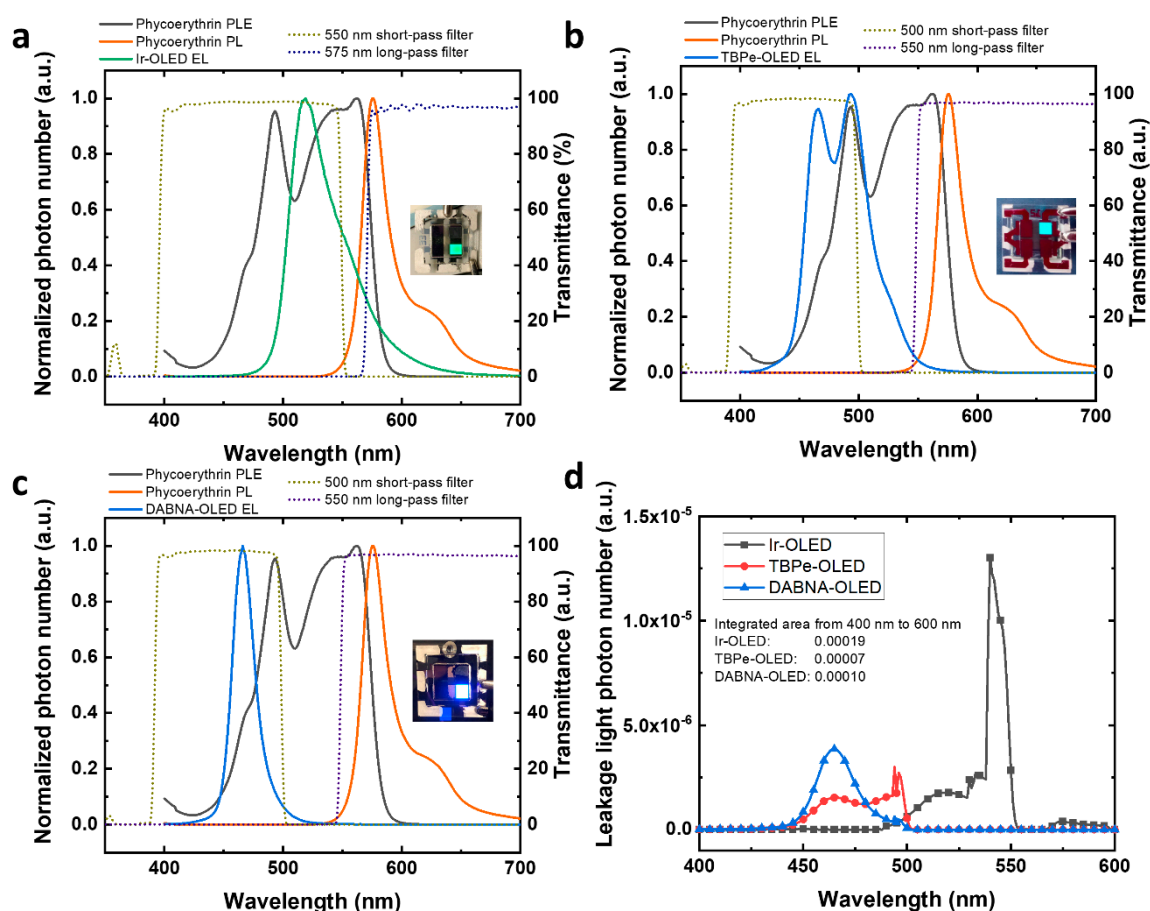 a
Phycoerythrin PLE
Phycoerythrin PL
Ir-OLED EL
550 nm short-pass filter
575 nm long-pass filter
Normalized photon number (a.u.)
1.0
0.8
0.6
0.4
0.2
0.0
100
80
60
40
20
0
Transmittance (%)
400 500 600 700
Wavelength (nm)
b
Phycoerythrin PLE
Phycoerythrin PL
TBPe-OLED EL
500 nm short-pass filter
550 nm long-pass filter
Normalized photon number (a.u.)
1.0
0.8
0.6
0.4
0.2
0.0
100
80
60
40
20
0
Transmittance (a.u.)
400 500 600 700
Wavelength (nm)
c
Phycoerythrin PLE
Phycoerythrin PL
DABNA-OLED EL
500 nm short-pass filter
550 nm long-pass filter
Normalized photon number (a.u.)
1.0
0.8
0.6
0.4
0.2
0.0
100
80
60
40
20
0
Transmittance (a.u.)
400 500 600 700
Wavelength (nm)
d
Leakage light photon number (a.u.)
1.5x10⁻⁵
1.0x10⁻⁵
5.0x10⁻⁶
0.0
Ir-OLED
TBPe-OLED
DABNA-OLED
Integrated area from 400 nm to 600 nm
Ir-OLED: 0.00019
TBPe-OLED: 0.00007
DABNA-OLED: 0.00010
400 450 500 550 600
Wavelength (nm)